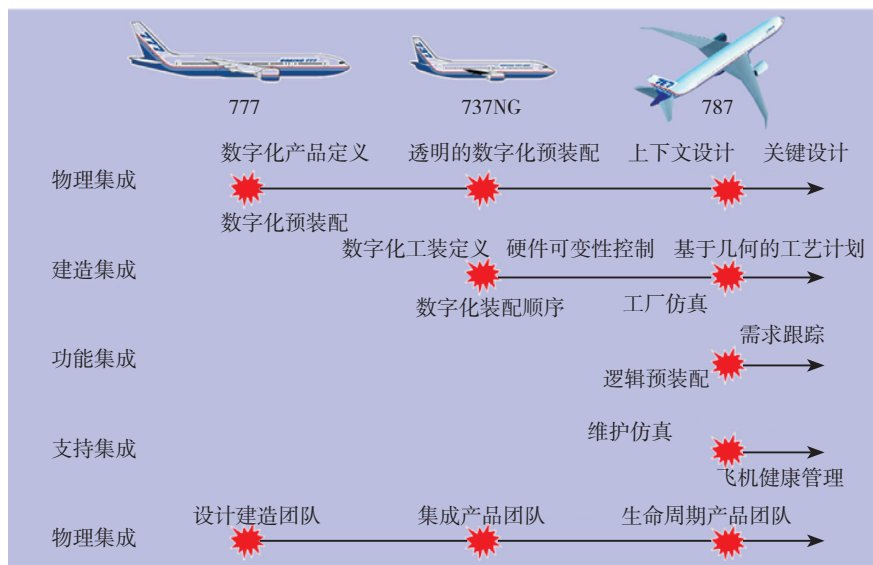 777 737NG 787
数字化产品定义 透明的数字化预装配 上下文设计 关键设计
物理集成
数字化预装配
数字化工装定义 硬件可变性控制 基于几何的工艺计划
建造集成
数字化装配顺序 工厂仿真
需求跟踪
功能集成
逻辑预装配
维护仿真
支持集成
飞机健康管理
设计建造团队 集成产品团队 生命周期产品团队
物理集成